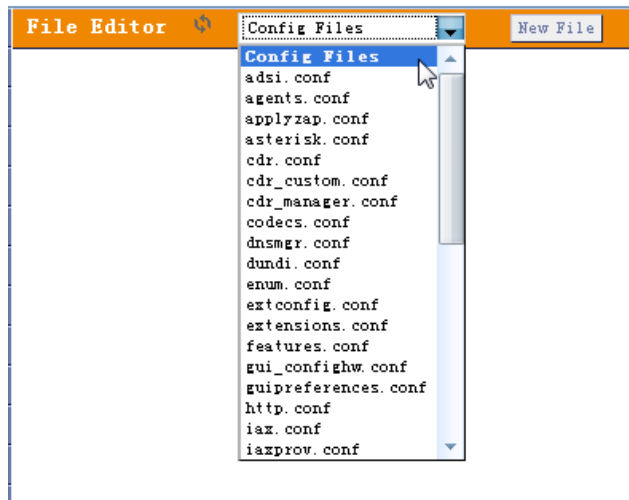 File Editor Config Files New File
Config Files
adsi.conf
agents.conf
applyzap.conf
asterisk.conf
cdr.conf
cdr_custom.conf
cdr_manager.conf
codecs.conf
dnsmgr.conf
dundi.conf
enum.conf
extconfig.conf
extensions.conf
features.conf
gui_confighw.conf
guipreferences.conf
http.conf
iax.conf
iaxprov.conf